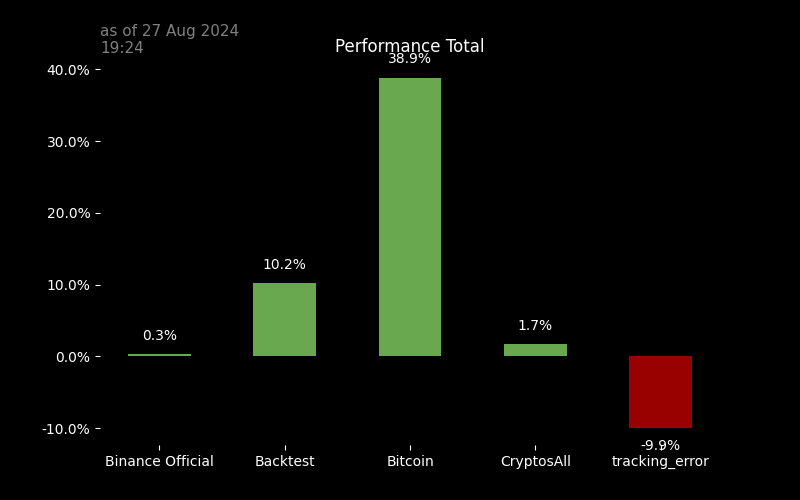 as of 27 Aug 2024
19:24
Performance Total
40.0%
30.0%
20.0%
10.0%
0.0%
-10.0%
0.3%
10.2%
38.9%
1.7%
-9.9%
Binance Official
Backtest
Bitcoin
CryptosAll
tracking_error